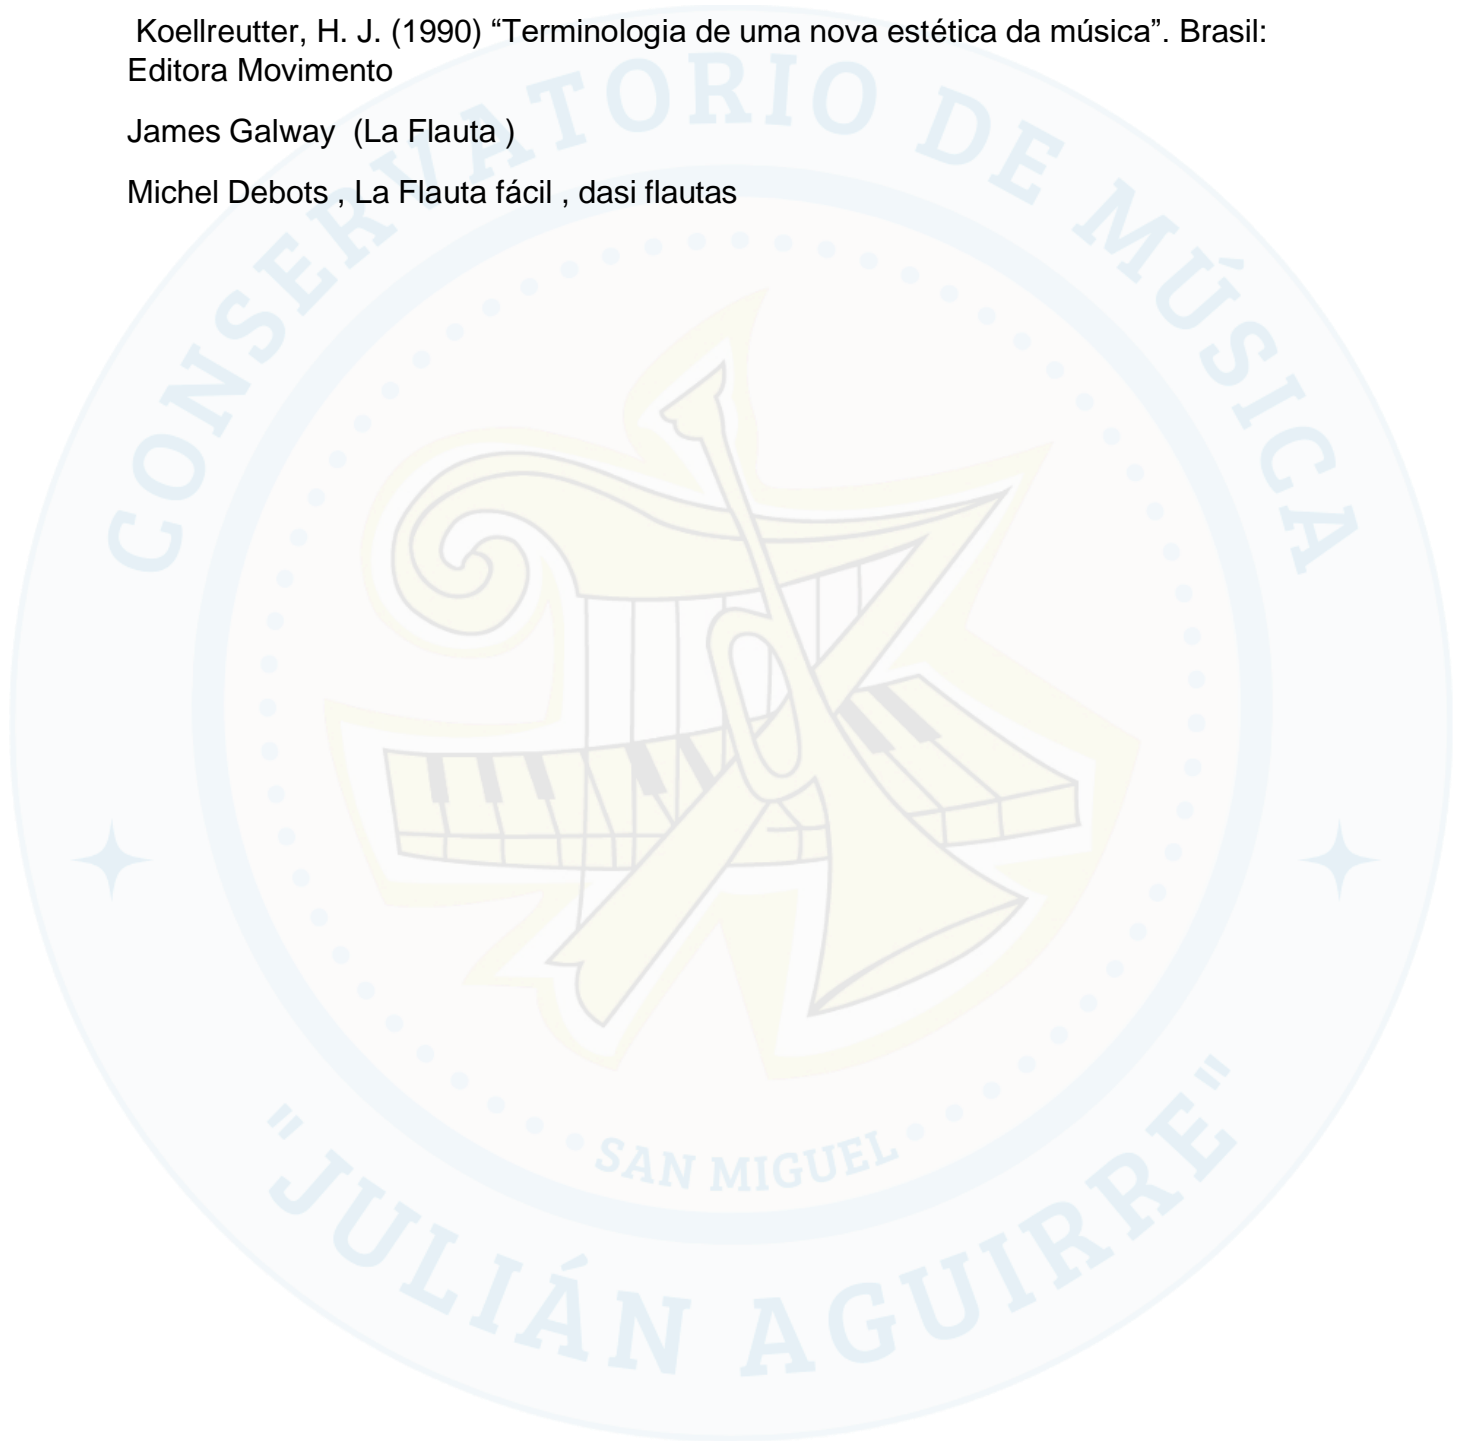 Koellreutter, H. J. (1990) “Terminologia de uma nova estética da música”. Brasil:
Editora Movimento
James Galway (La Flauta )
Michel Debots , La Flauta fácil , dasi flautas
CONSERVATORIO DE MÚSICA
SAN MIGUEL
"JULIÁN AGUIRRE"